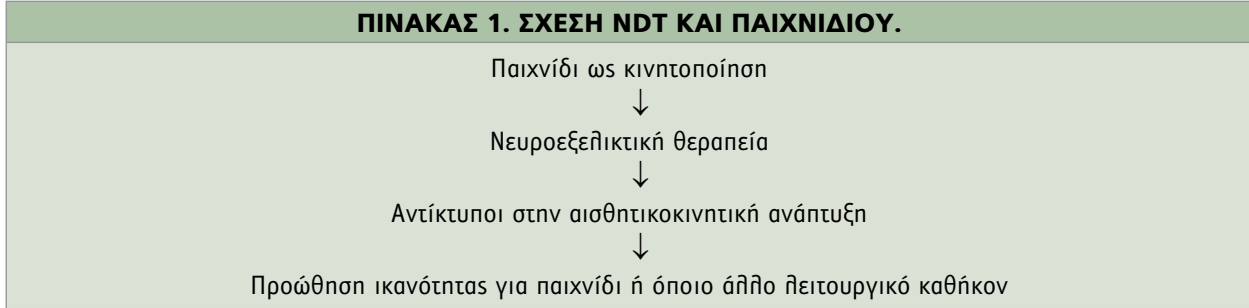 ΠΙΝΑΚΑΣ 1. ΣΧΕΣΗ NDT ΚΑΙ ΠΑΙΧΝΙΔΙΟΥ.
Παιχνίδι ως κινητοποίηση
↓
Νευροεξελικτική θεραπεία
↓
Αντίκτυποι στην αισθητικοκινητική ανάπτυξη
↓
Προώθηση ικανότητας για παιχνίδι ή όποιο άλλο λειτουργικό καθήκον